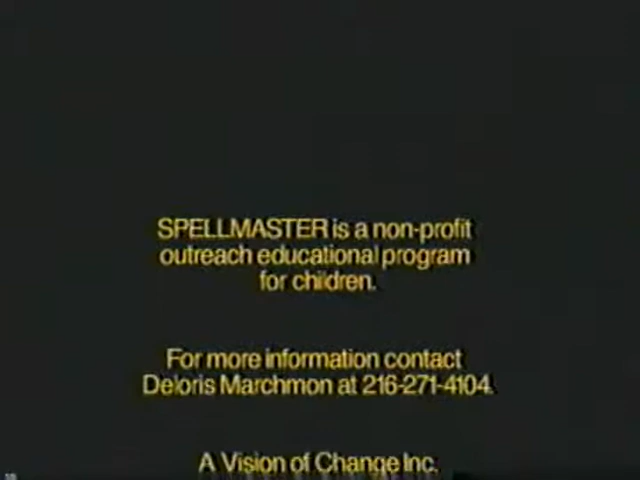 SPELLMASTER is a non-profit
outreach educational program
for children.
For more information contact
Deloris Marchmon at 216-271-4104.
A Vision of Change Inc.